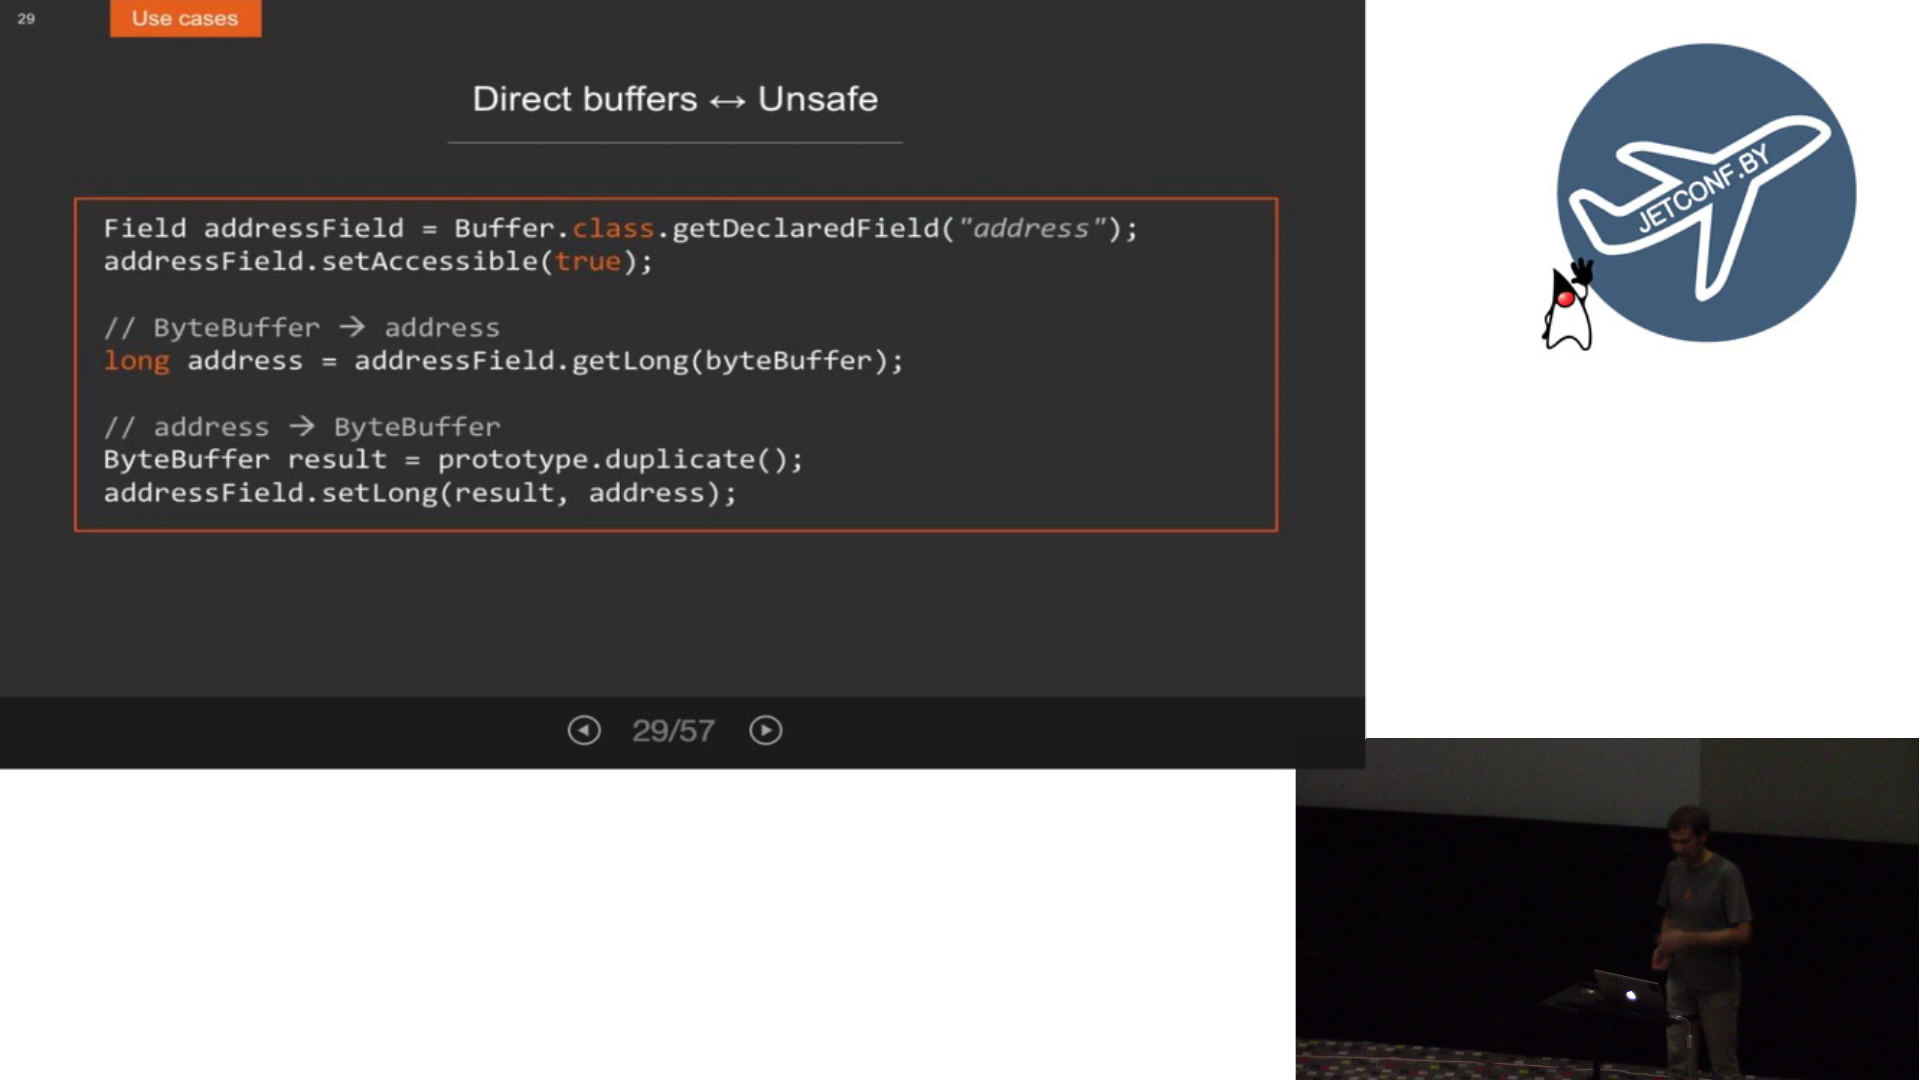 29
Use cases
Direct buffers ↔ Unsafe
Field addressField = Buffer.class.getDeclaredField("address");
addressField.setAccessible(true);
// ByteBuffer → address
long address = addressField.getLong(byteBuffer);
// address → ByteBuffer
ByteBuffer result = prototype.duplicate();
addressField.setLong(result, address);
29/57
JETCONF.BY